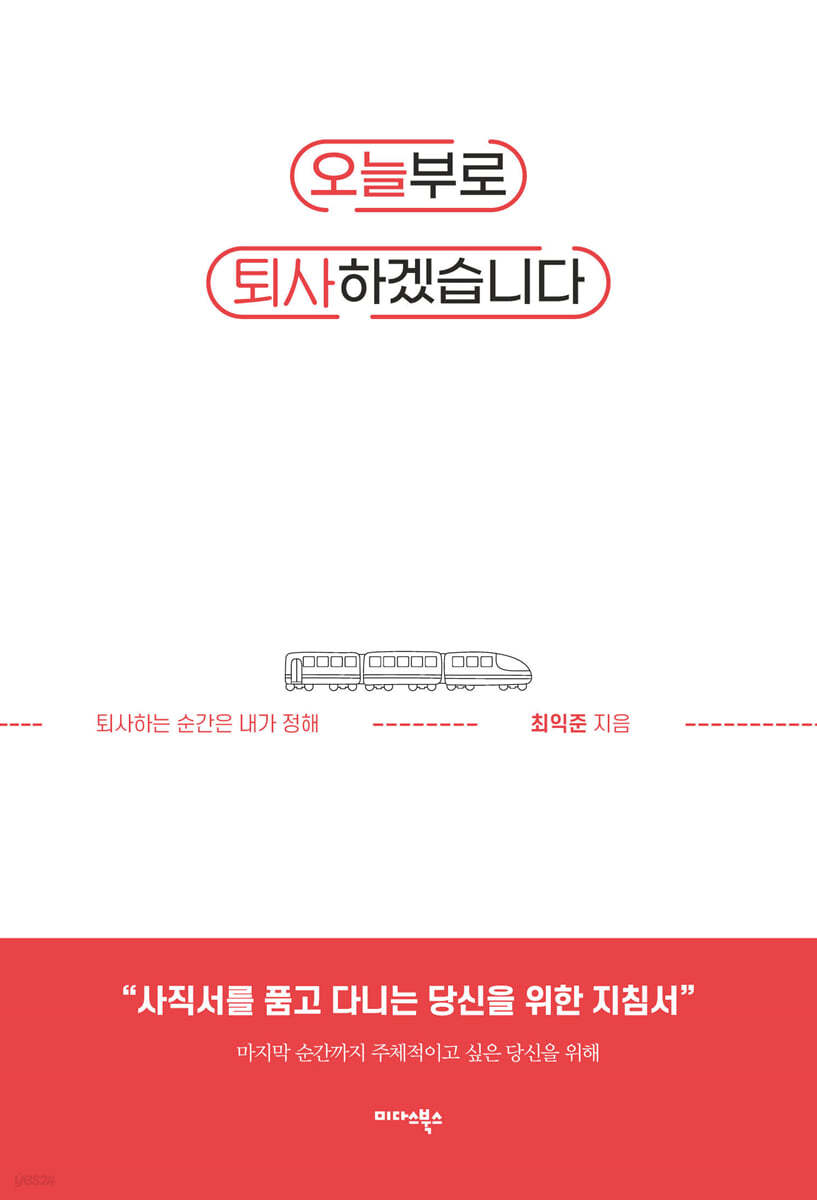 오늘부로
퇴사하겠습니다
퇴사하는 순간은 내가 정해
최익준 지음
“사직서를 품고 다니는 당신을 위한 지침서”
마지막 순간까지 주체적이고 싶은 당신을 위해
미다스북스
yes24